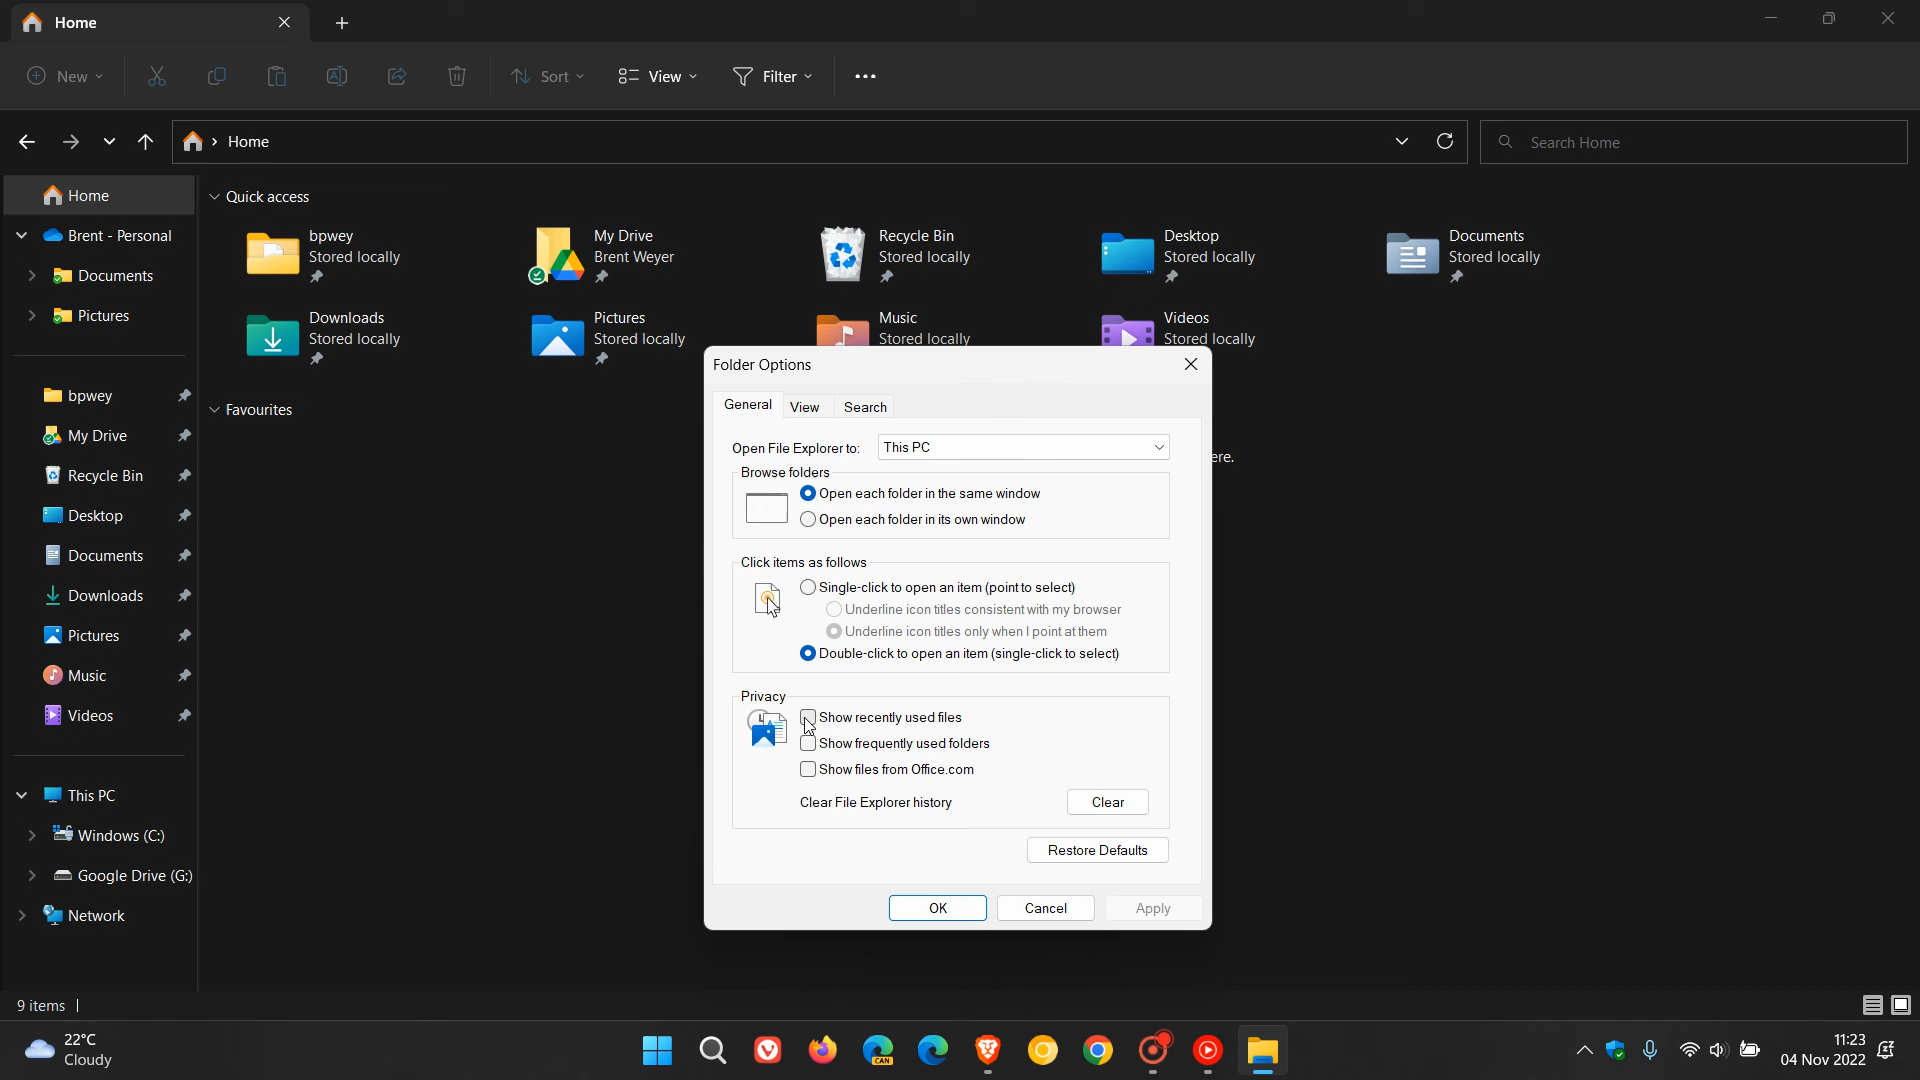 Home
New
Sort
View
Filter
Home
Search Home
Home
Brent - Personal
Documents
Pictures
bpwey
My Drive
Recycle Bin
Desktop
Documents
Downloads
Pictures
Music
Videos
This PC
Windows (C:)
Google Drive (G:)
Network
Quick access
bpwey
Stored locally
My Drive
Brent Weyer
Recycle Bin
Stored locally
Desktop
Stored locally
Documents
Stored locally
Downloads
Stored locally
Pictures
Stored locally
Music
Stored locally
Videos
Stored locally
Favourites
ere.
Folder Options
General
View
Search
Open File Explorer to:
This PC
Browse folders
Open each folder in the same window
Open each folder in its own window
Click items as follows
Single-click to open an item (point to select)
Underline icon titles consistent with my browser
Underline icon titles only when I point at them
Double-click to open an item (single-click to select)
Privacy
Show recently used files
Show frequently used folders
Show files from Office.com
Clear File Explorer history
Clear
Restore Defaults
OK
Cancel
Apply
9 items
22°C
Cloudy
CAN
11:23
04 Nov 2022